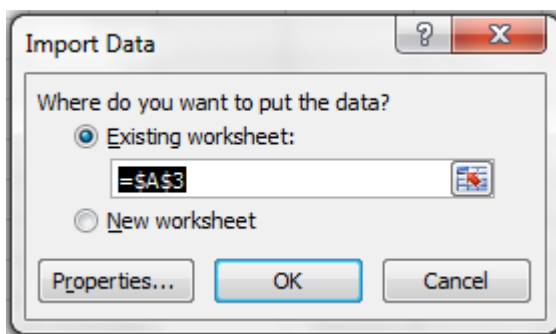 Import Data
Where do you want to put the data?
Existing worksheet:
=$A$3
New worksheet
Properties... OK Cancel